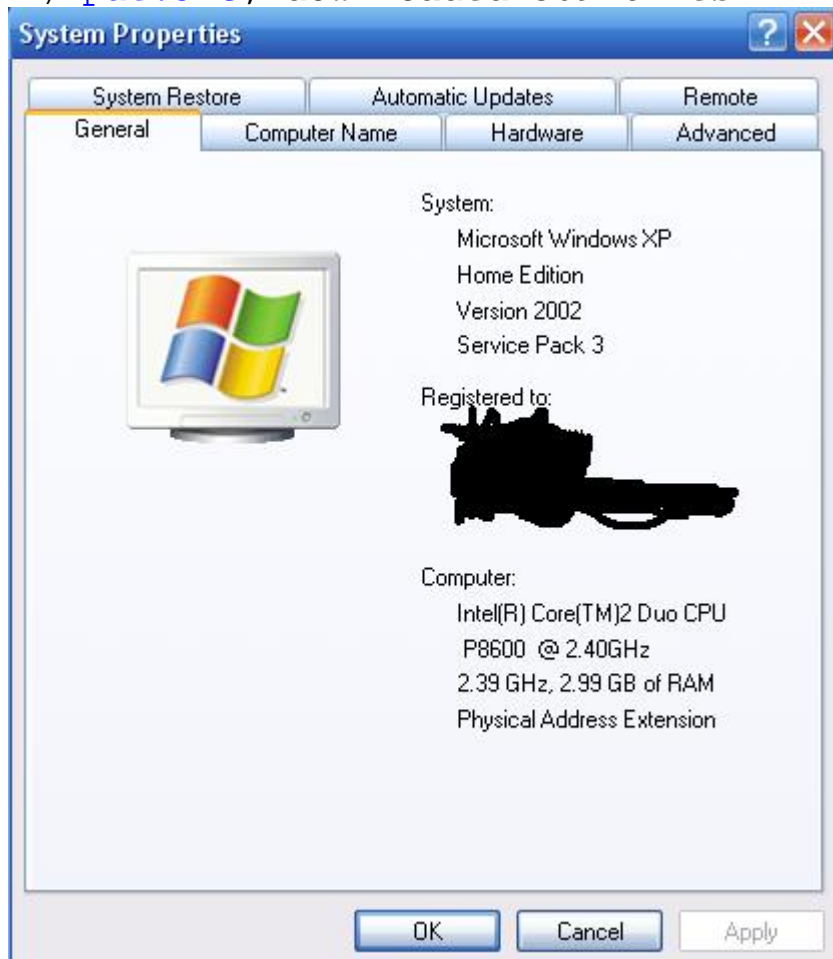 System Properties
System Restore
Automatic Updates
Remote
General
Computer Name
Hardware
Advanced
System:
Microsoft Windows XP
Home Edition
Version 2002
Service Pack 3
Registered to:
Computer:
Intel(R) Core(TM)2 Duo CPU
P8600 @ 2.40GHz
2.39 GHz, 2.99 GB of RAM
Physical Address Extension
OK
Cancel
Apply